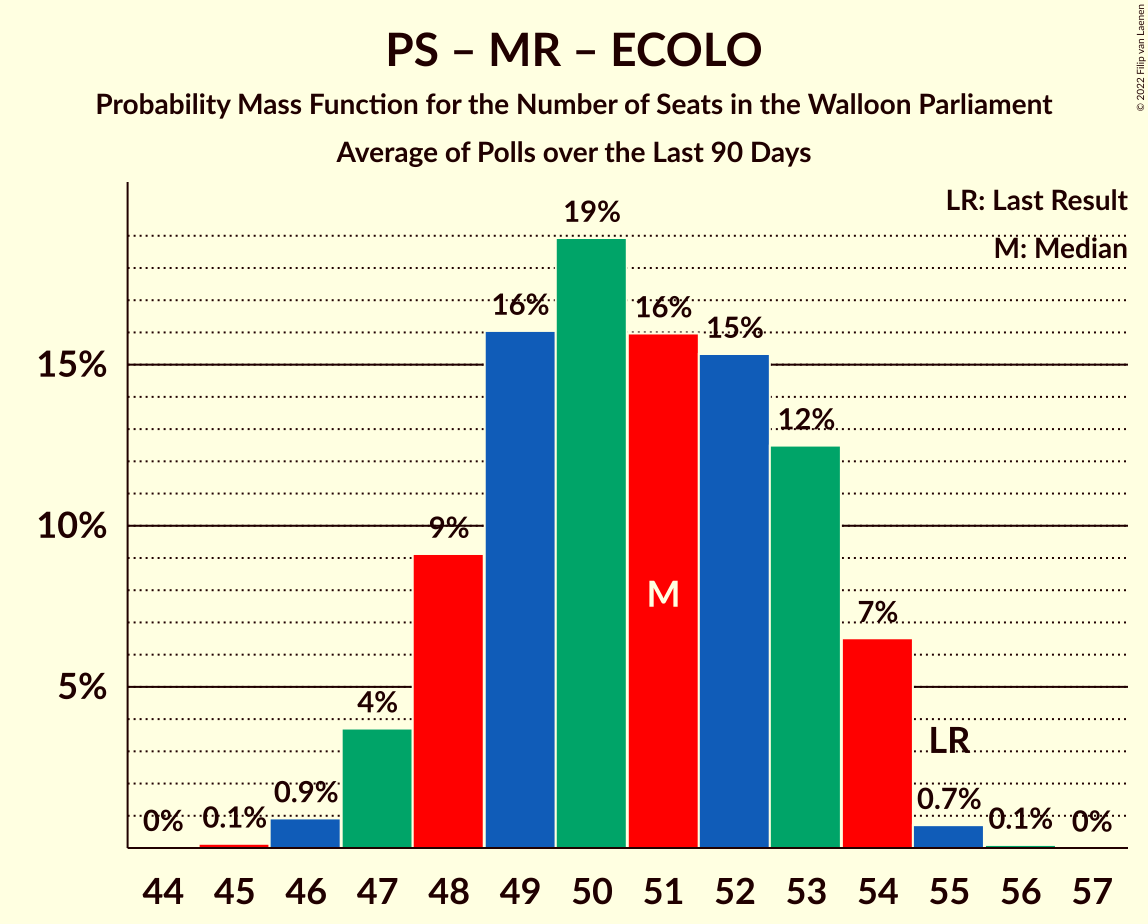 PS – MR – ECOLO
Probability Mass Function for the Number of Seats in the Walloon Parliament
Average of Polls over the Last 90 Days
© 2022 Filip van Laenen
LR: Last Result
M: Median
19%
16%
16%
15%
15%
12%
10%
9%
M
7%
5%
4%
LR
0.9%
0.7%
0%
0.1%
0.1%
0%
44 45 46 47 48 49 50 51 52 53 54 55 56 57